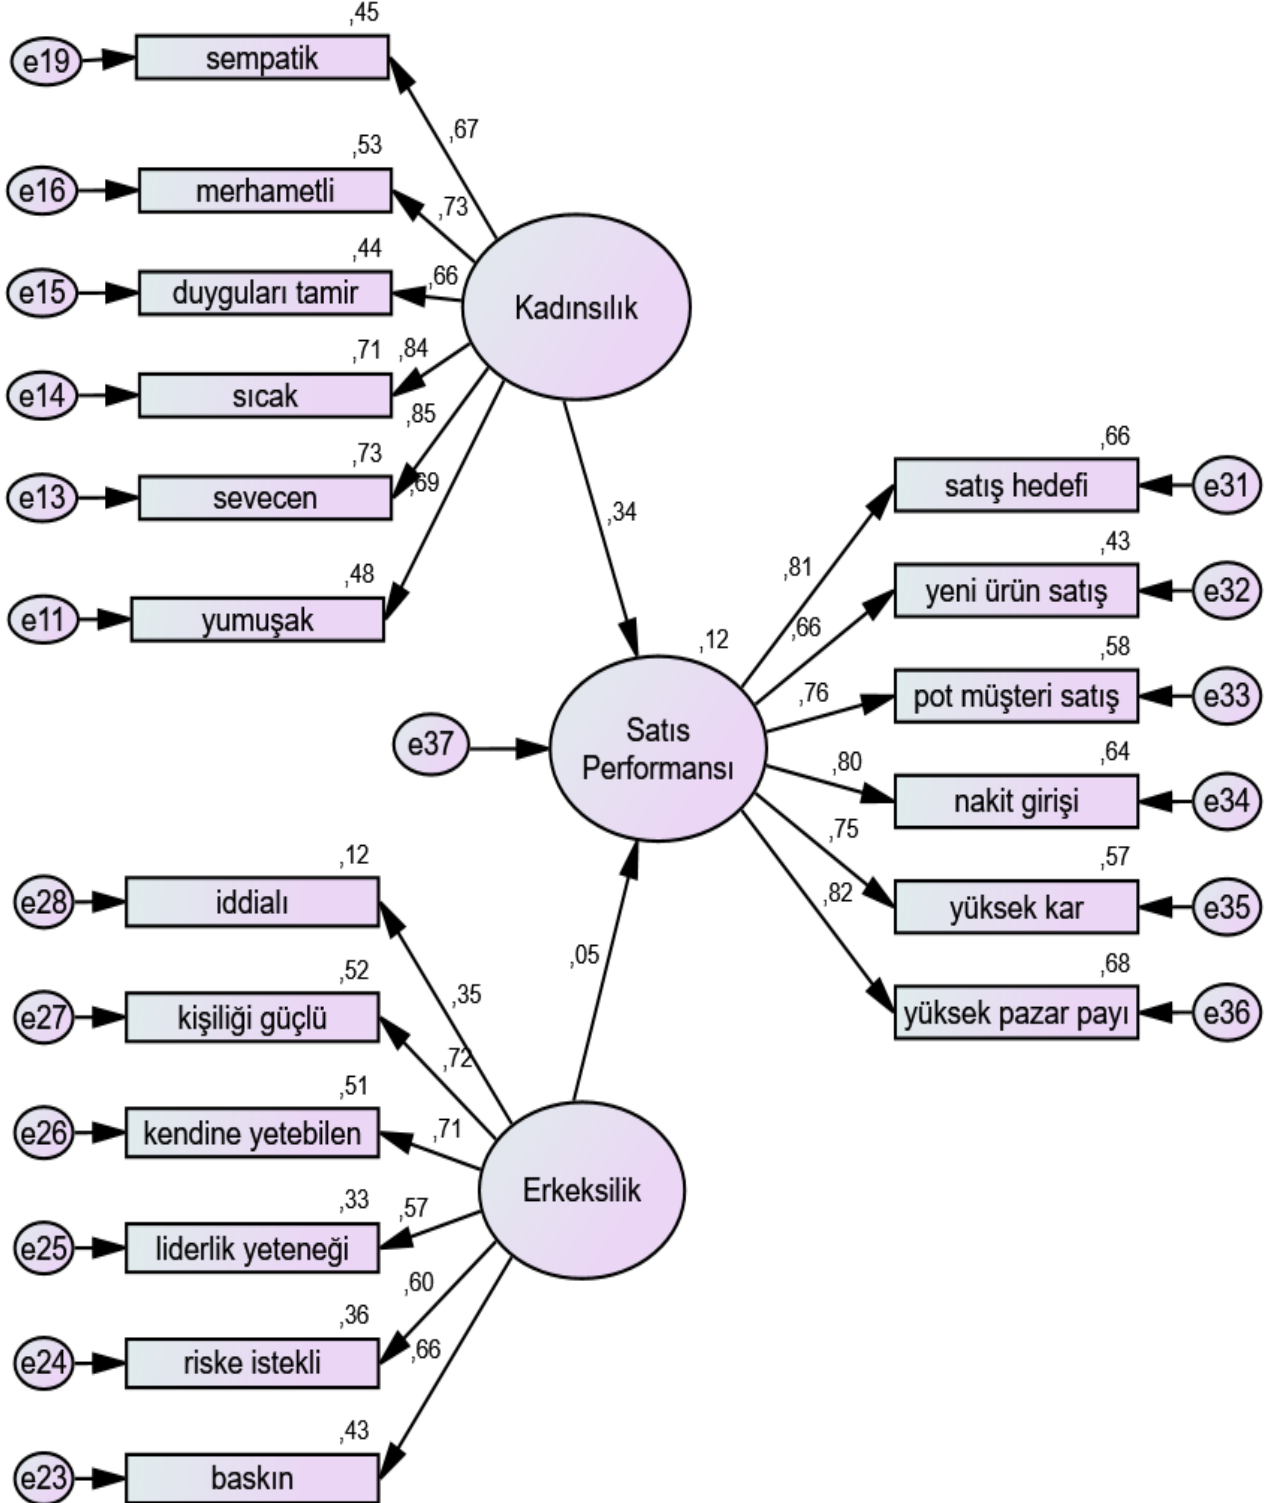 ,45
e19
sempatik
,67
,53
e16
merhametli
,73
,44
e15
duyguları tamir
,66
Kadınsılık
,71
,84
e14
sıcak
,85
,73
e13
sevecen
,69
,48
e11
yumuşak
,34
,66
satış hedefi
e31
,81
,43
yeni ürün satış
e32
,66
,12
,58
pot müşteri satış
e33
,76
e37
Satıs
Performansı
,64
nakit girişi
e34
,80
,57
yüksek kar
e35
,75
,68
yüksek pazar payı
e36
,82
,12
e28
iddialı
,05
,35
,52
e27
kişiliği güçlü
,72
,51
e26
kendine yetebilen
,71
Erkeksilik
,33
e25
liderlik yeteneği
,57
,60
,36
e24
riske istekli
,66
,43
e23
baskın